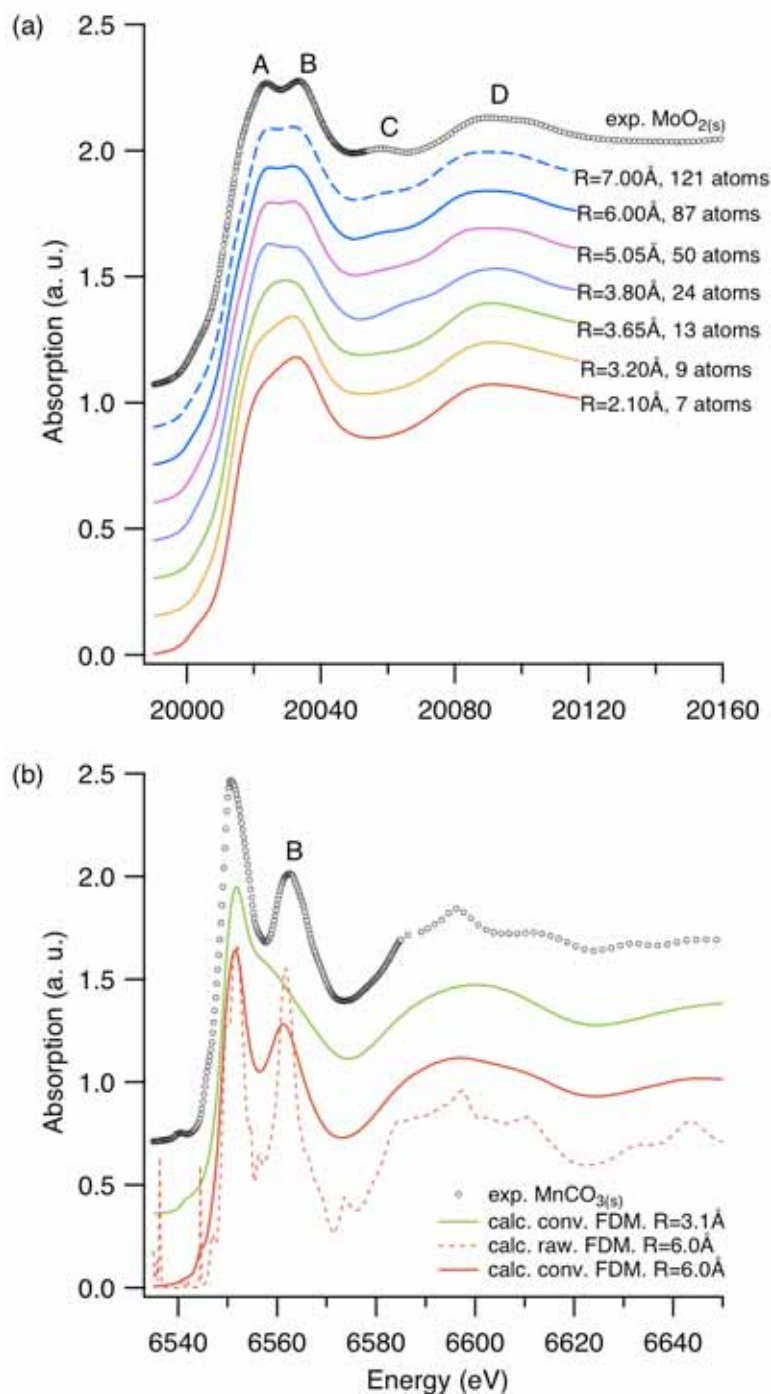 (a)
2.5
2.0
1.5
1.0
0.5
0.0
Absorption (a. u.)
A
B
C
D
exp. MoO2(s)
R=7.00Å, 121 atoms
R=6.00Å, 87 atoms
R=5.05Å, 50 atoms
R=3.80Å, 24 atoms
R=3.65Å, 13 atoms
R=3.20Å, 9 atoms
R=2.10Å, 7 atoms
20000 20040 20080 20120 20160
(b)
2.5
2.0
1.5
1.0
0.5
0.0
Absorption (a. u.)
B
exp. MnCO3(s)
calc. conv. FDM. R=3.1Å
calc. raw. FDM. R=6.0Å
calc. conv. FDM. R=6.0Å
6540 6560 6580 6600 6620 6640
Energy (eV)